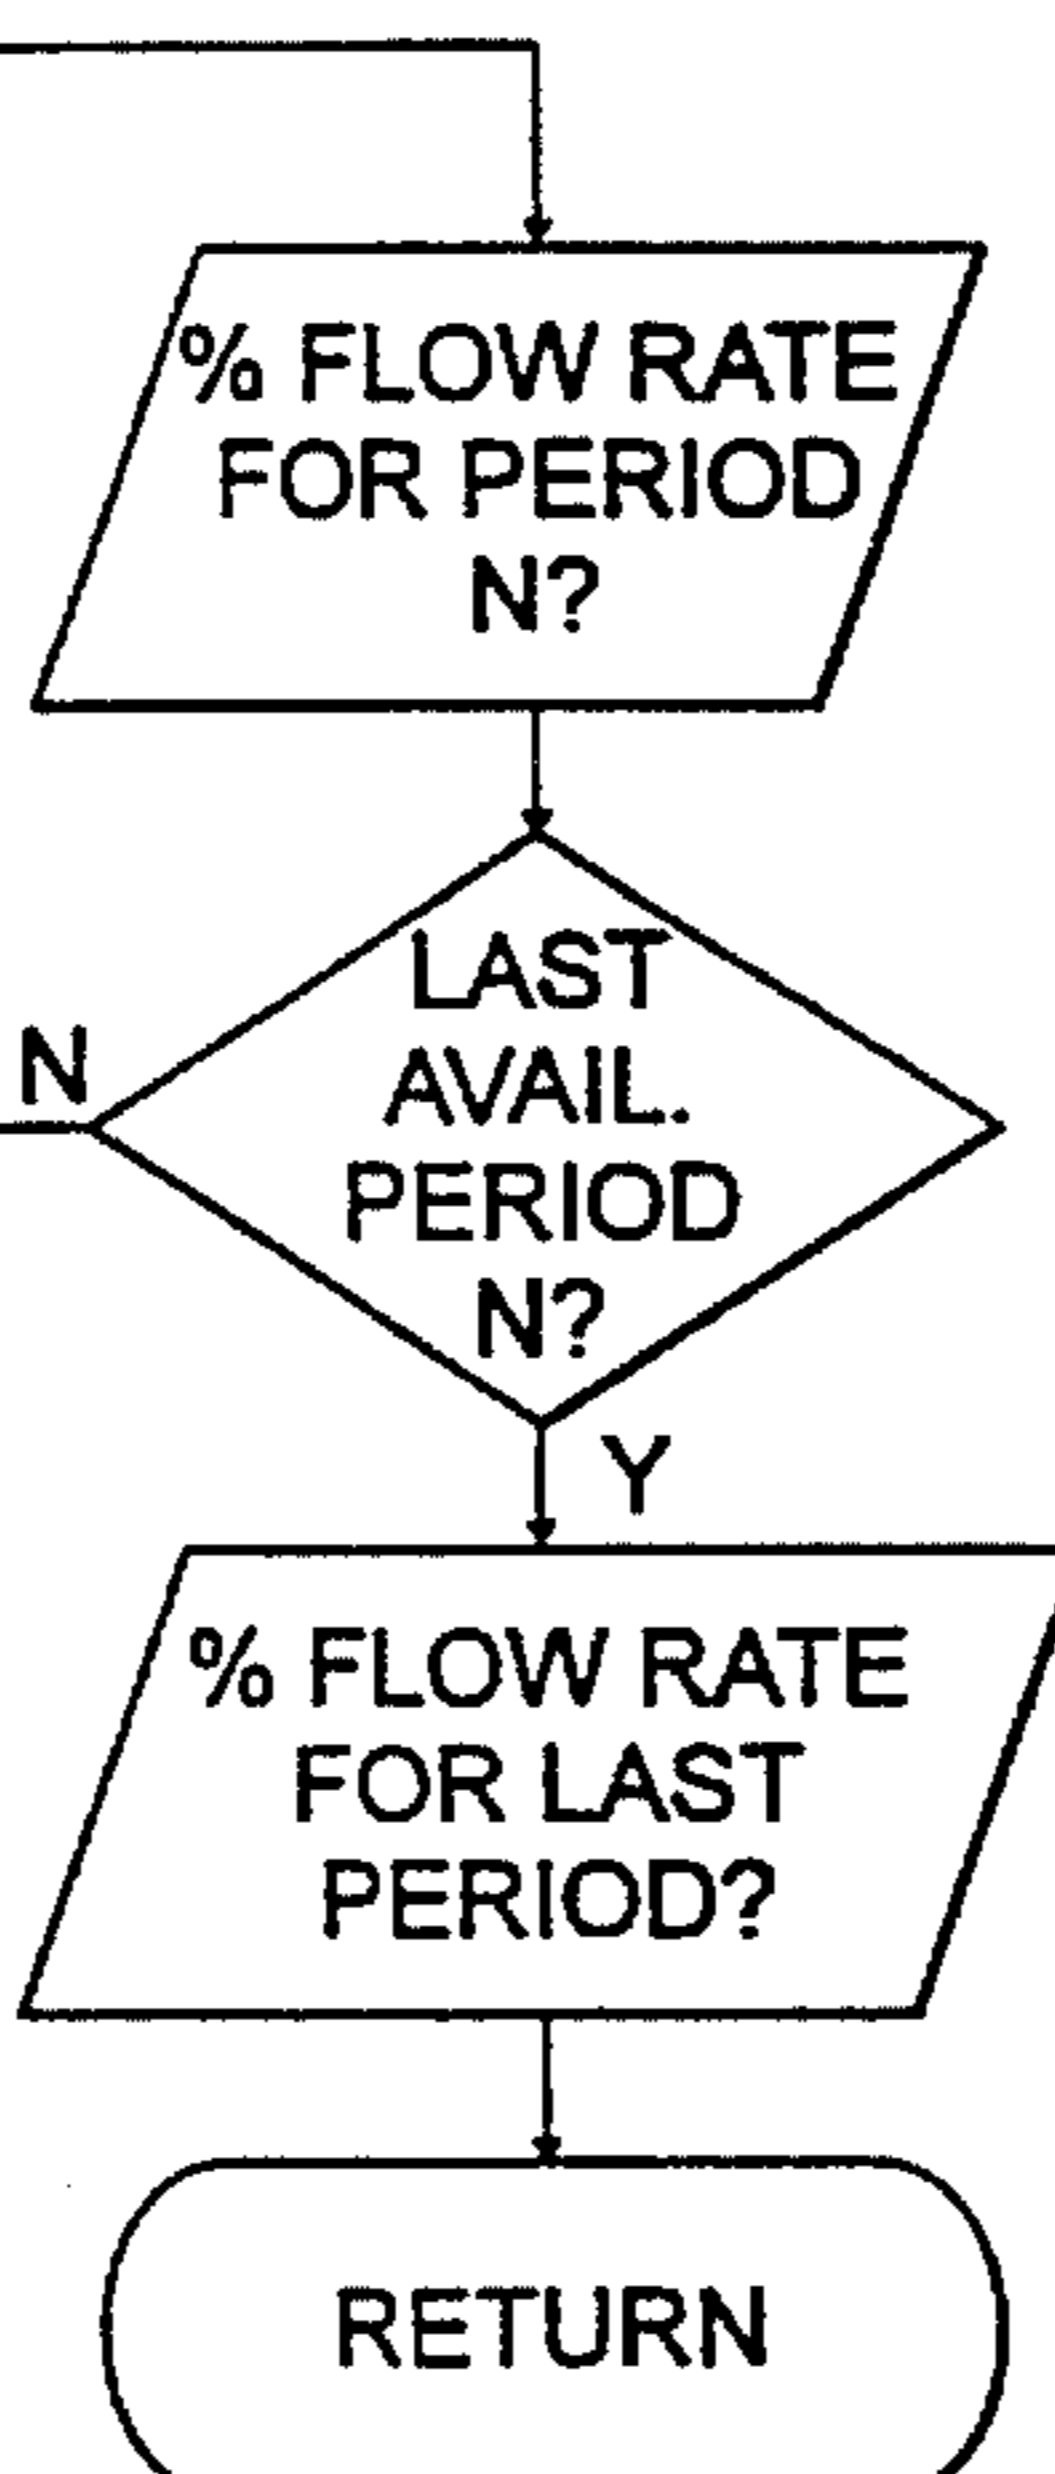 % FLOW RATE
FOR PERIOD
N?
LAST
AVAIL.
PERIOD
N?
N
Y
% FLOW RATE
FOR LAST
PERIOD?
RETURN